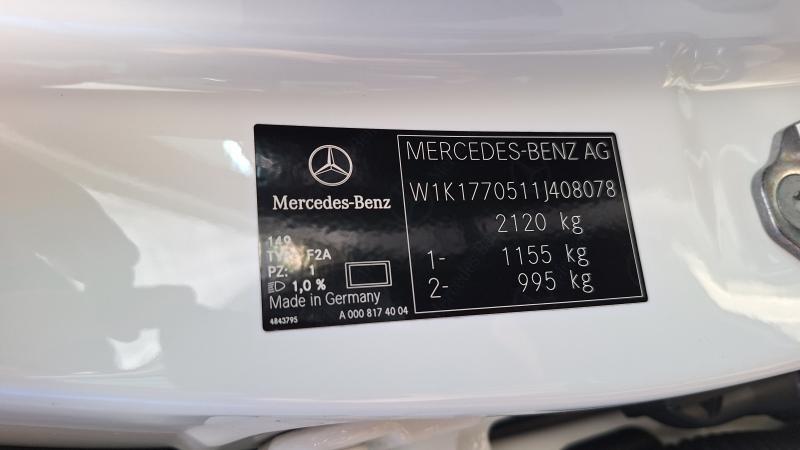 Mercedes-Benz
149
TYP: F2A
PZ: 1
1,0 %
Made in Germany
4843795
A 000 817 40 04
MERCEDES-BENZ AG
W1K1770511J408078
2120 kg
1- 1155 kg
2- 995 kg